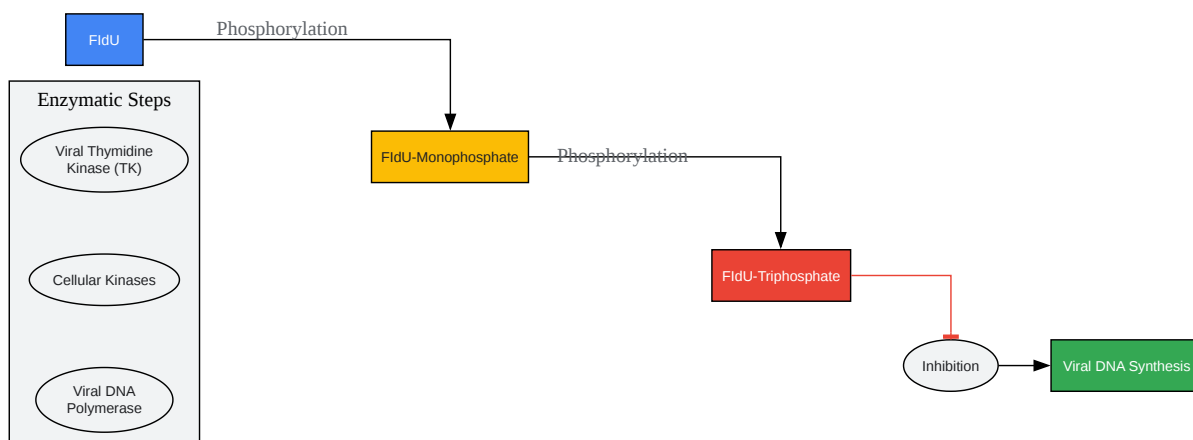 FIdU
Phosphorylation
Enzymatic Steps
Viral Thymidine
Kinase (TK)
FIdU-Monophosphate
Phosphorylation
Cellular Kinases
FIdU-Triphosphate
Inhibition
Viral DNA Synthesis
Viral DNA
Polymerase